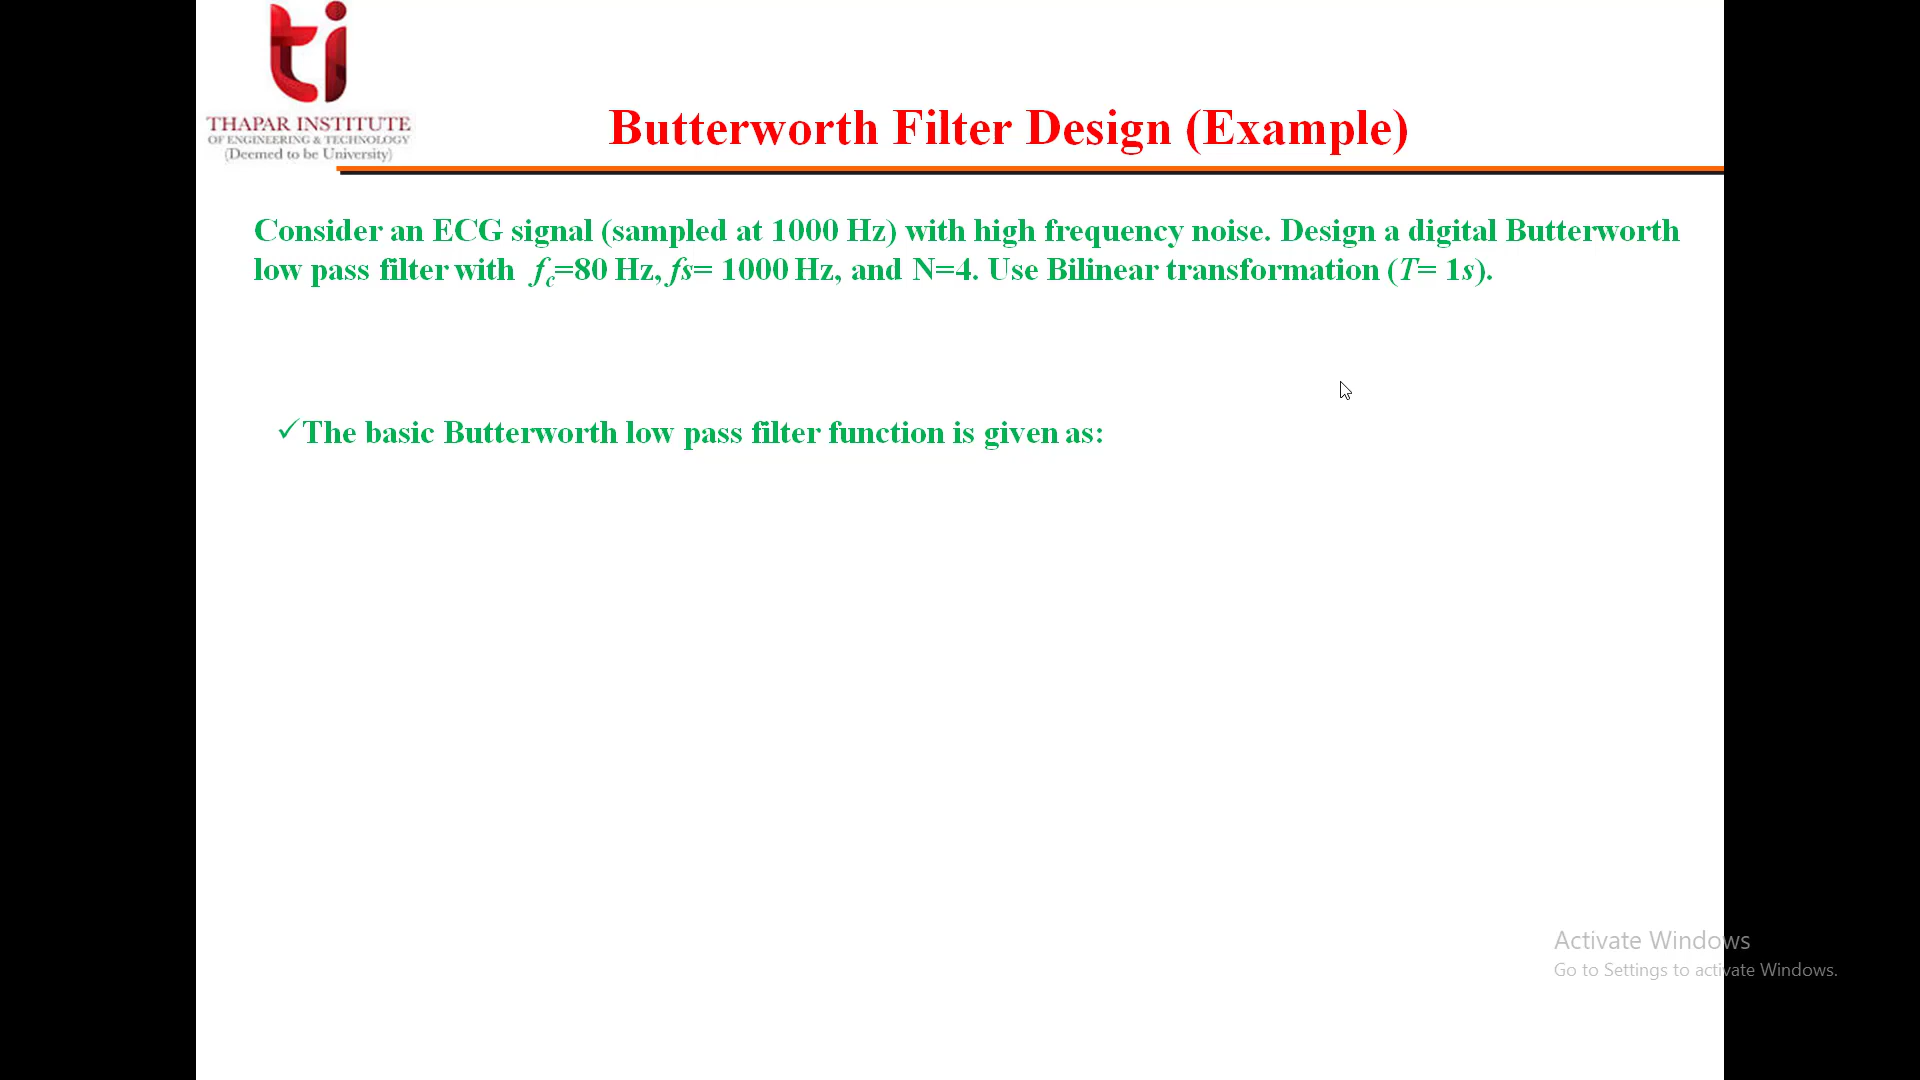 ti
THAPAR INSTITUTE
OF ENGINEERING & TECHNOLOGY
(Deemed to be University)
Butterworth Filter Design (Example)
Consider an ECG signal (sampled at 1000 Hz) with high frequency noise. Design a digital Butterworth
low pass filter with fc=80 Hz, fs= 1000 Hz, and N=4. Use Bilinear transformation (T= 1s).
✓The basic Butterworth low pass filter function is given as:
Activate Windows
Go to Settings to activate Windows.